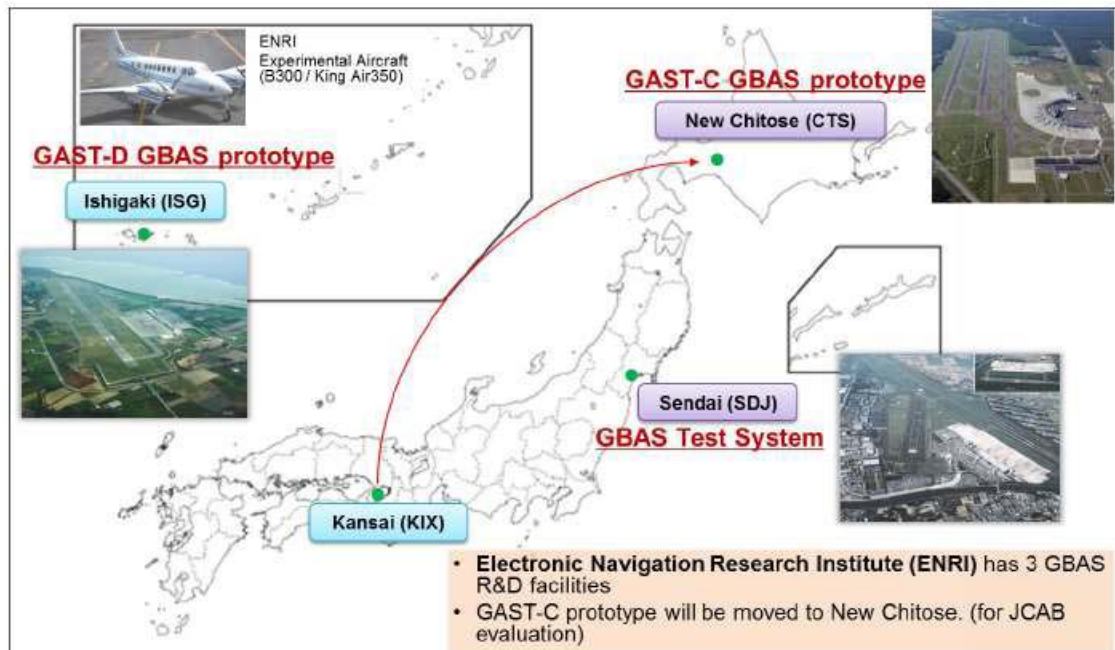 ENRI
Experimental Aircraft
(B300 / King Air350)
GAST-C GBAS prototype
New Chitose (CTS)
GAST-D GBAS prototype
Ishigaki (ISG)
Sendai (SDJ)
GBAS Test System
Kansai (KIX)
• Electronic Navigation Research Institute (ENRI) has 3 GBAS
R&D facilities
• GAST-C prototype will be moved to New Chitose. (for JCAB
evaluation)